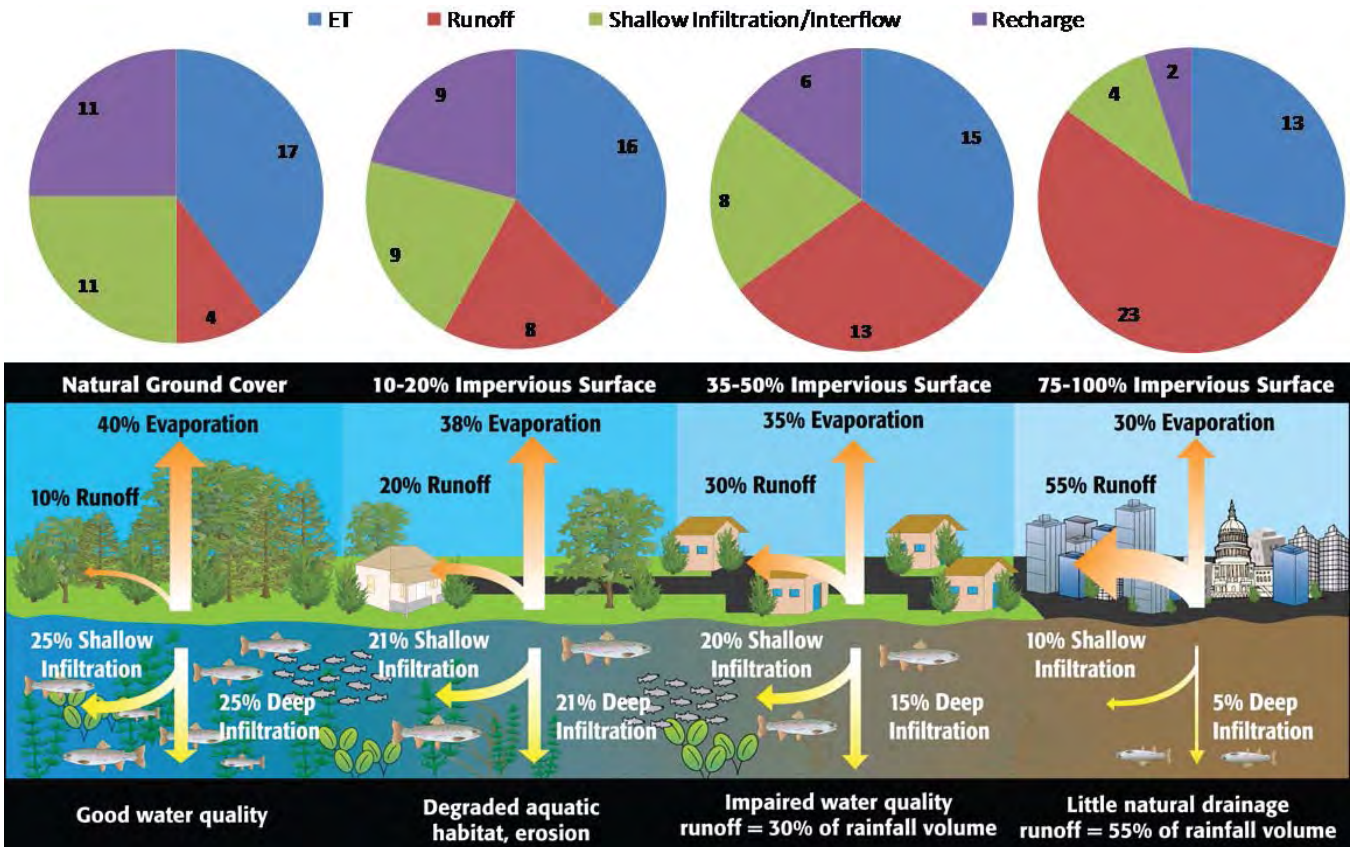 ET Runoff Shallow Infiltration/Interflow Recharge
11 17 11 4
9 16 9 8
6 15 8 13
2 4 13 23
Natural Ground Cover
40% Evaporation
10% Runoff
25% Shallow
Infiltration
25% Deep
Infiltration
Good water quality
10-20% Impervious Surface
38% Evaporation
20% Runoff
21% Shallow
Infiltration
21% Deep
Infiltration
Degraded aquatic
habitat, erosion
35-50% Impervious Surface
35% Evaporation
30% Runoff
20% Shallow
Infiltration
15% Deep
Infiltration
Impaired water quality
runoff = 30% of rainfall volume
75-100% Impervious Surface
30% Evaporation
55% Runoff
10% Shallow
Infiltration
5% Deep
Infiltration
Little natural drainage
runoff = 55% of rainfall volume